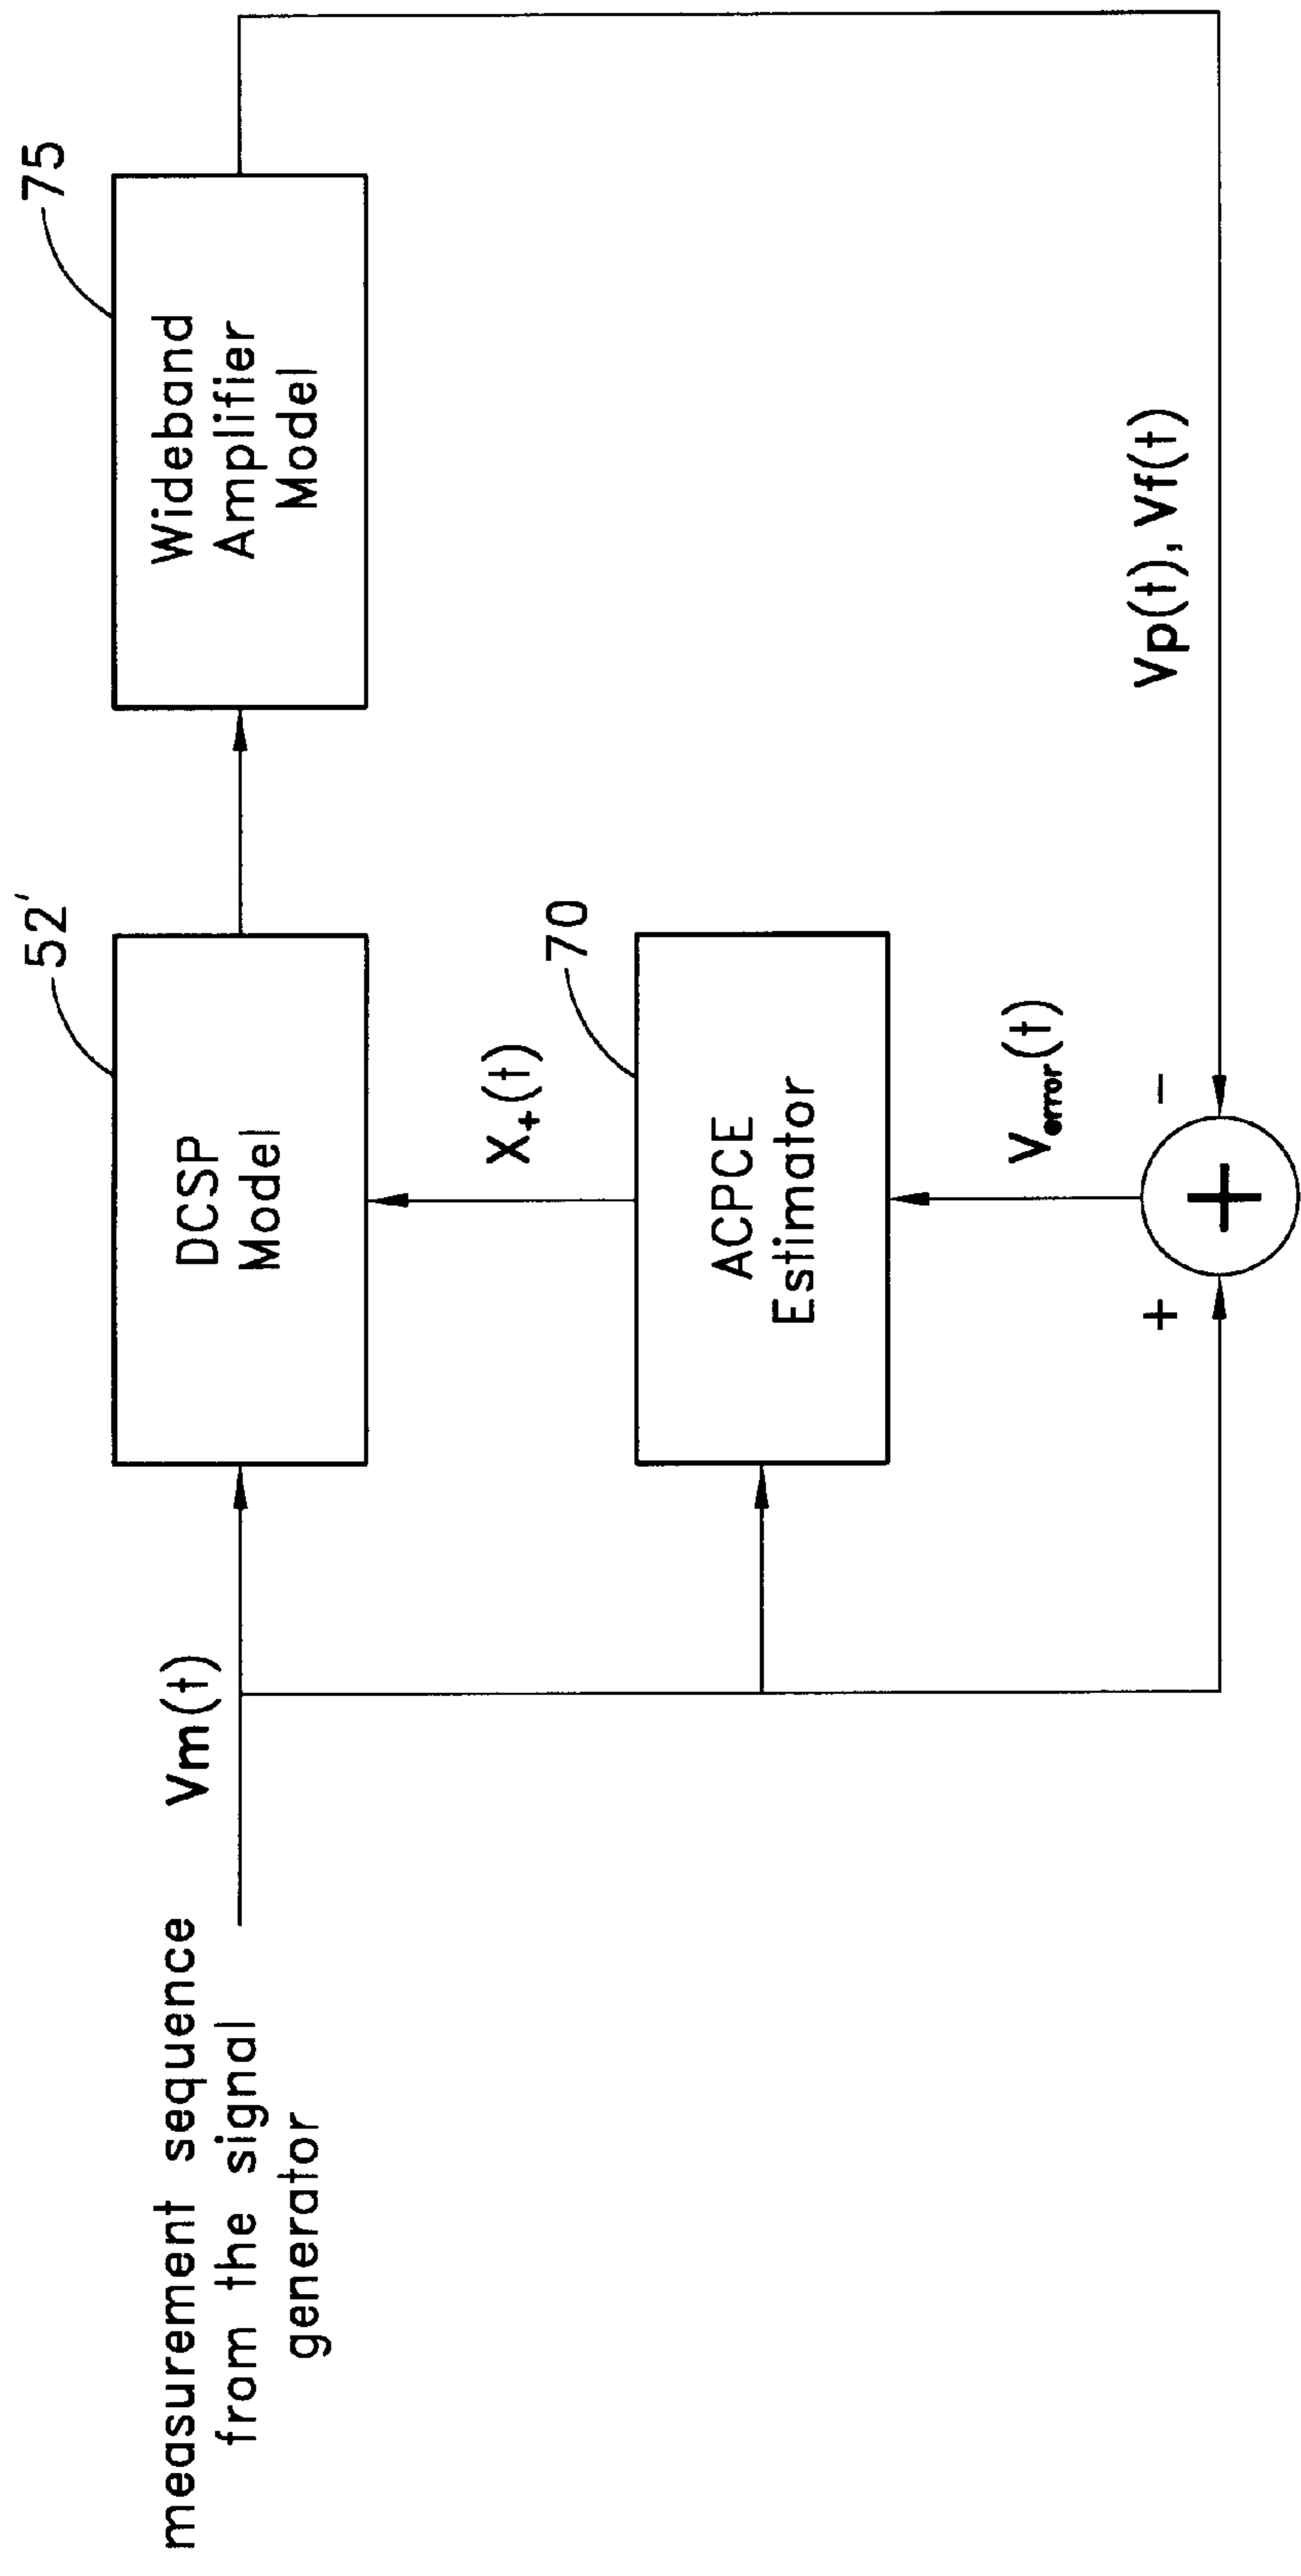 measurement sequence
from the signal
generator
Vm(t)
52'
DCSP
Model
75
Wideband
Amplifier
Model
X+(t)
70
ACPCE
Estimator
Verror(t)
+
-
+
Vp(t), Vf(t)